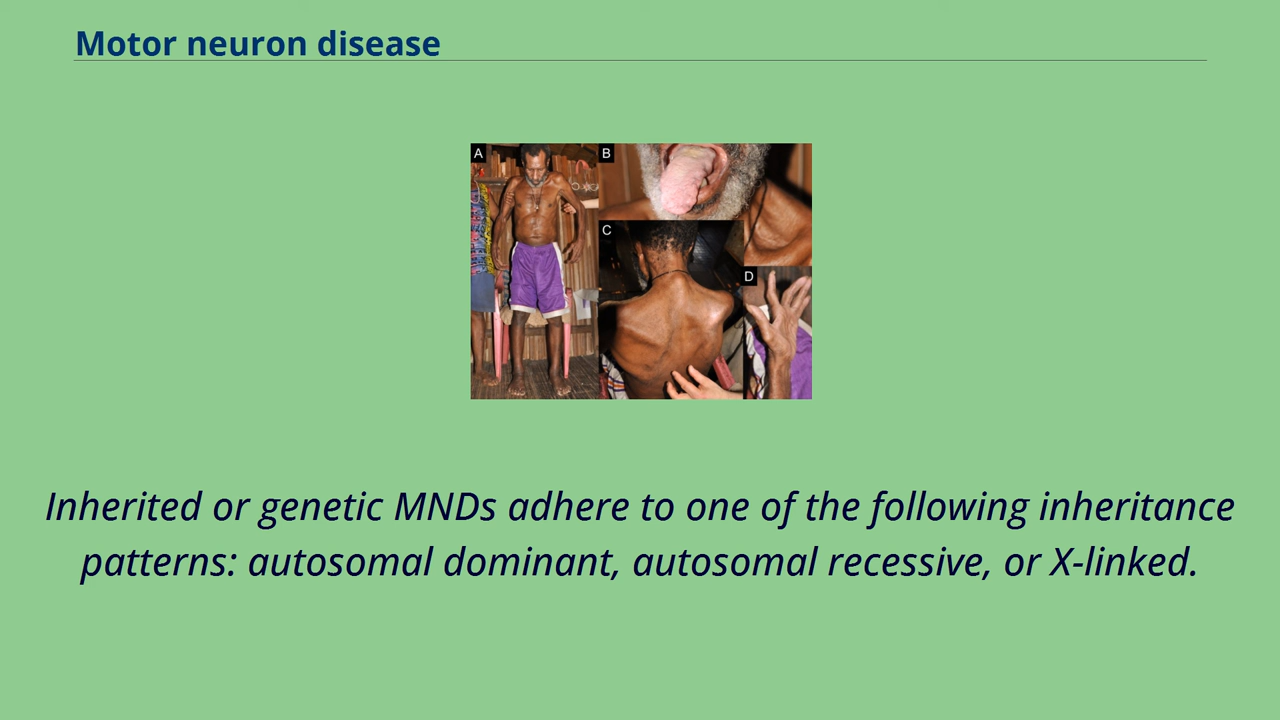 Motor neuron disease
A
B
C
D
Inherited or genetic MNDs adhere to one of the following inheritance
patterns: autosomal dominant, autosomal recessive, or X-linked.